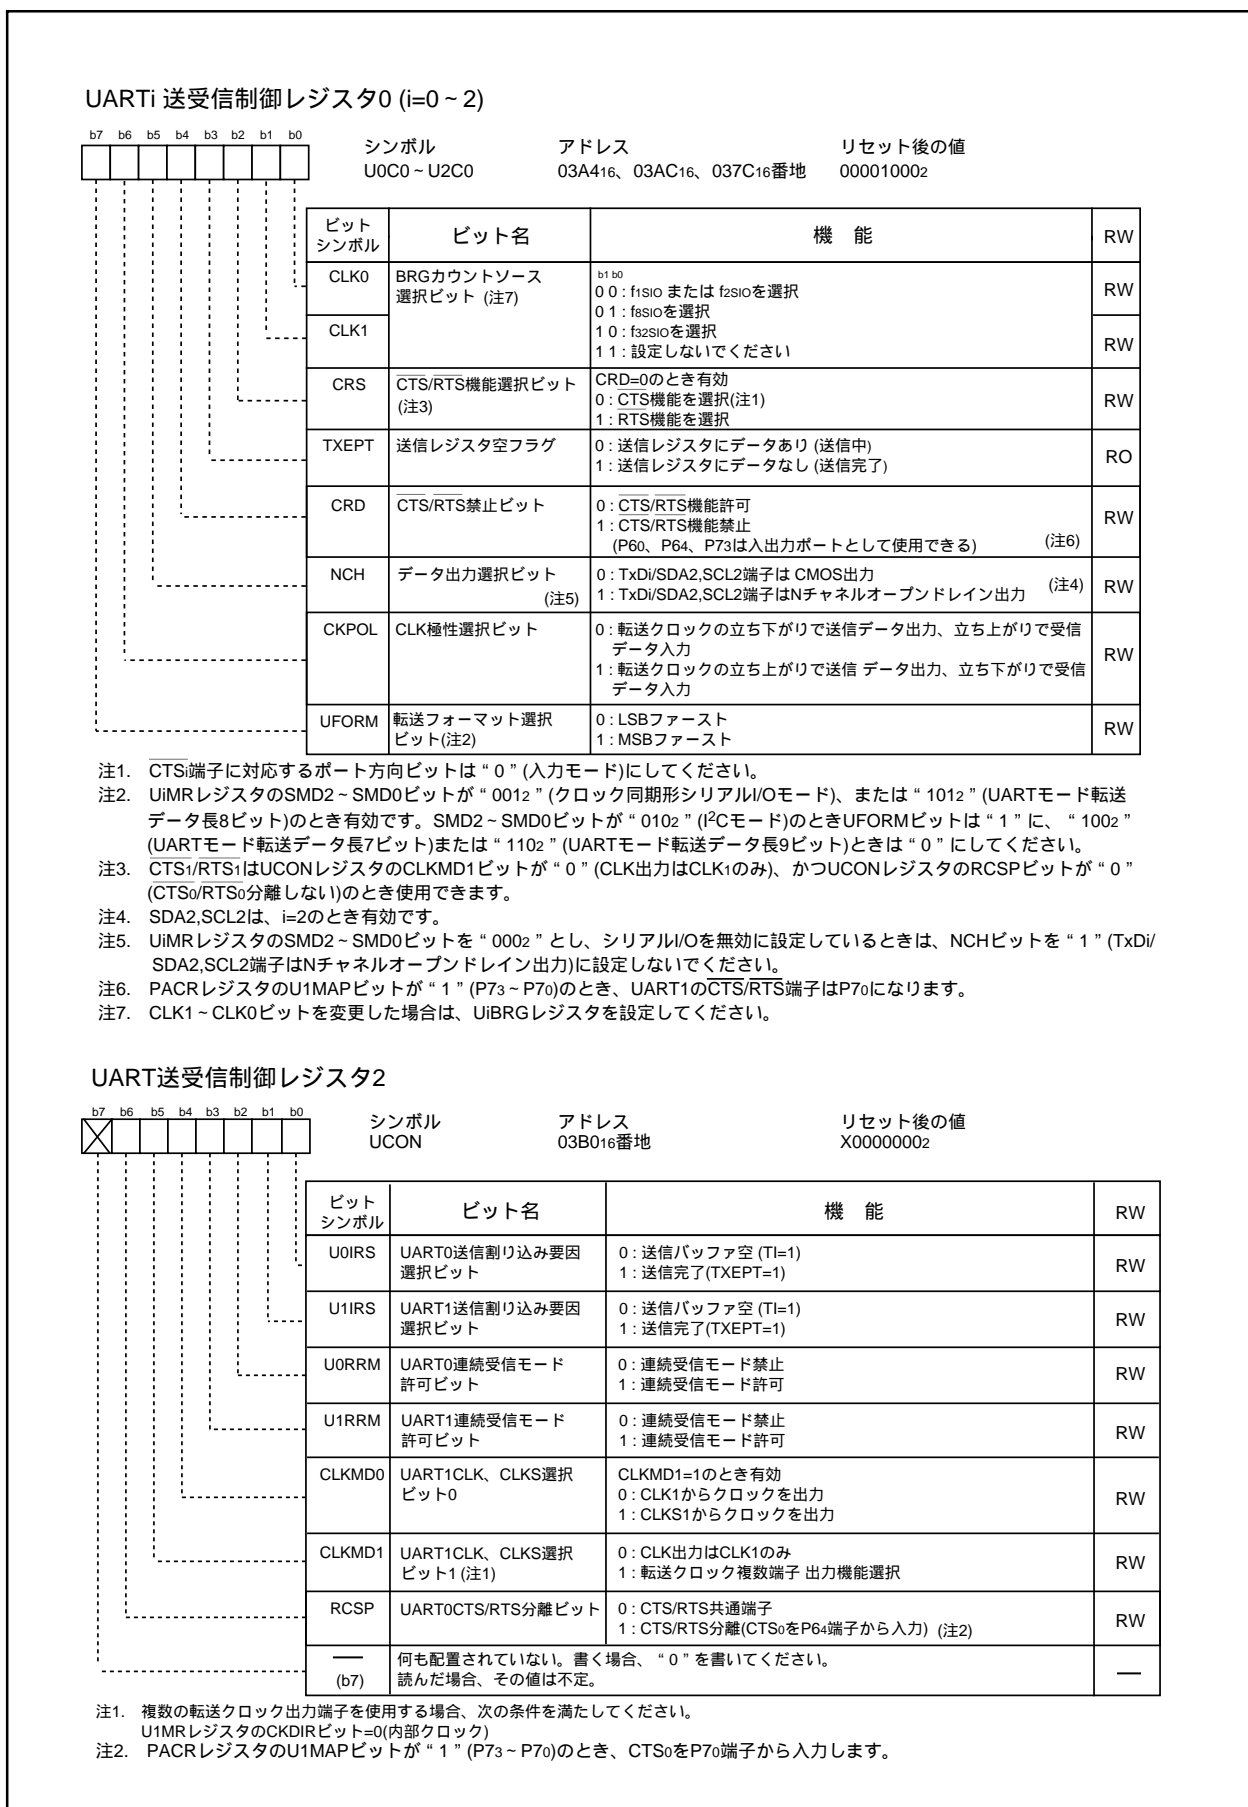 UARTi 送受信制御レジスタ0 (i=0 ~ 2)
b7 b6 b5 b4 b3 b2 b1 b0
シンボル アドレス リセット後の値
U0C0 ~ U2C0 03A416、03AC16、037C16番地 000010002
ビット
シンボル ビット名 機 能 RW
CLK0 BRGカウントソース
選択ビット (注7)
b1 b0
0 0 : f1SIO または f2SIOを選択 RW
0 1 : f8SIOを選択
CLK1 1 0 : f32SIOを選択
1 1 : 設定しないでください RW
CRS CTS/RTS機能選択ビット
(注3)
CRD=0のとき有効
0 : CTS機能を選択(注1) RW
1 : RTS機能を選択
TXEPT 送信レジスタ空フラグ 0 : 送信レジスタにデータあり (送信中)
1 : 送信レジスタにデータなし (送信完了) RO
CRD CTS/RTS禁止ビット 0 : CTS/RTS機能許可
1 : CTS/RTS機能禁止 RW
(P60、P64、P73は入出力ポートとして使用できる) (注6)
NCH データ出力選択ビット
(注5)
0 : TxDi/SDA2,SCL2端子は CMOS出力
1 : TxDi/SDA2,SCL2端子はNチャネルオープンドレイン出力 (注4) RW
CKPOL CLK極性選択ビット 0 : 転送クロックの立ち下がりで送信データ出力、立ち上がりで受信
データ入力 RW
1 : 転送クロックの立ち上がりで送信 データ出力、立ち下がりで受信
データ入力
UFORM 転送フォーマット選択
ビット(注2)
0 : LSBファースト
1 : MSBファースト RW
注1. CTSi端子に対応するポート方向ビットは “ 0 ” (入力モード)にしてください。
注2. UiMRレジスタのSMD2 ~ SMD0ビットが “ 0012 ” (クロック同期形シリアルI/Oモード)、または “ 1012 ” (UARTモード転送
データ長8ビット)のとき有効です。SMD2 ~ SMD0ビットが “ 0102 ” (I2Cモード)のときUFORMビットは “ 1 ” に、 “ 1002 ”
(UARTモード転送データ長7ビット)または “ 1102 ” (UARTモード転送データ長9ビット)ときは “ 0 ” にしてください。
注3. CTS1/RTS1はUCONレジスタのCLKMD1ビットが “ 0 ” (CLK出力はCLK1のみ)、かつUCONレジスタのRCSPビットが “ 0 ”
(CTS0/RTS0分離しない)のとき使用できます。
注4. SDA2,SCL2は、i=2のとき有効です。
注5. UiMRレジスタのSMD2 ~ SMD0ビットを “ 0002 ” とし、シリアルI/Oを無効に設定しているときは、NCHビットを “ 1 ” (TxDi/
SDA2,SCL2端子はNチャネルオープンドレイン出力)に設定しないでください。
注6. PACRレジスタのU1MAPビットが “ 1 ” (P73 ~ P70)のとき、UART1のCTS/RTS端子はP70になります。
注7. CLK1 ~ CLK0ビットを変更した場合は、UiBRGレジスタを設定してください。
UART送受信制御レジスタ2
b7 b6 b5 b4 b3 b2 b1 b0
シンボル アドレス リセット後の値
UCON 03B016番地 X00000002
ビット
シンボル ビット名 機 能 RW
U0IRS UART0送信割り込み要因
選択ビット
0 : 送信バッファ空 (TI=1)
1 : 送信完了(TXEPT=1) RW
U1IRS UART1送信割り込み要因
選択ビット
0 : 送信バッファ空 (TI=1)
1 : 送信完了(TXEPT=1) RW
U0RRM UART0連続受信モード
許可ビット
0 : 連続受信モード禁止
1 : 連続受信モード許可 RW
U1RRM UART1連続受信モード
許可ビット
0 : 連続受信モード禁止
1 : 連続受信モード許可 RW
CLKMD0 UART1CLK、CLKS選択
ビット0
CLKMD1=1のとき有効
0 : CLK1からクロックを出力 RW
1 : CLKS1からクロックを出力
CLKMD1 UART1CLK、CLKS選択
ビット1 (注1)
0 : CLK出力はCLK1のみ
1 : 転送クロック複数端子 出力機能選択 RW
RCSP UART0CTS/RTS分離ビット 0 : CTS/RTS共通端子
1 : CTS/RTS分離(CTS0をP64端子から入力) (注2) RW
—
(b7)
何も配置されていない。書く場合、 “ 0 ” を書いてください。
読んだ場合、その値は不定。 —
注1. 複数の転送クロック出力端子を使用する場合、次の条件を満たしてください。
U1MRレジスタのCKDIRビット=0(内部クロック)
注2. PACRレジスタのU1MAPビットが “ 1 ” (P73 ~ P70)のとき、CTS0をP70端子から入力します。